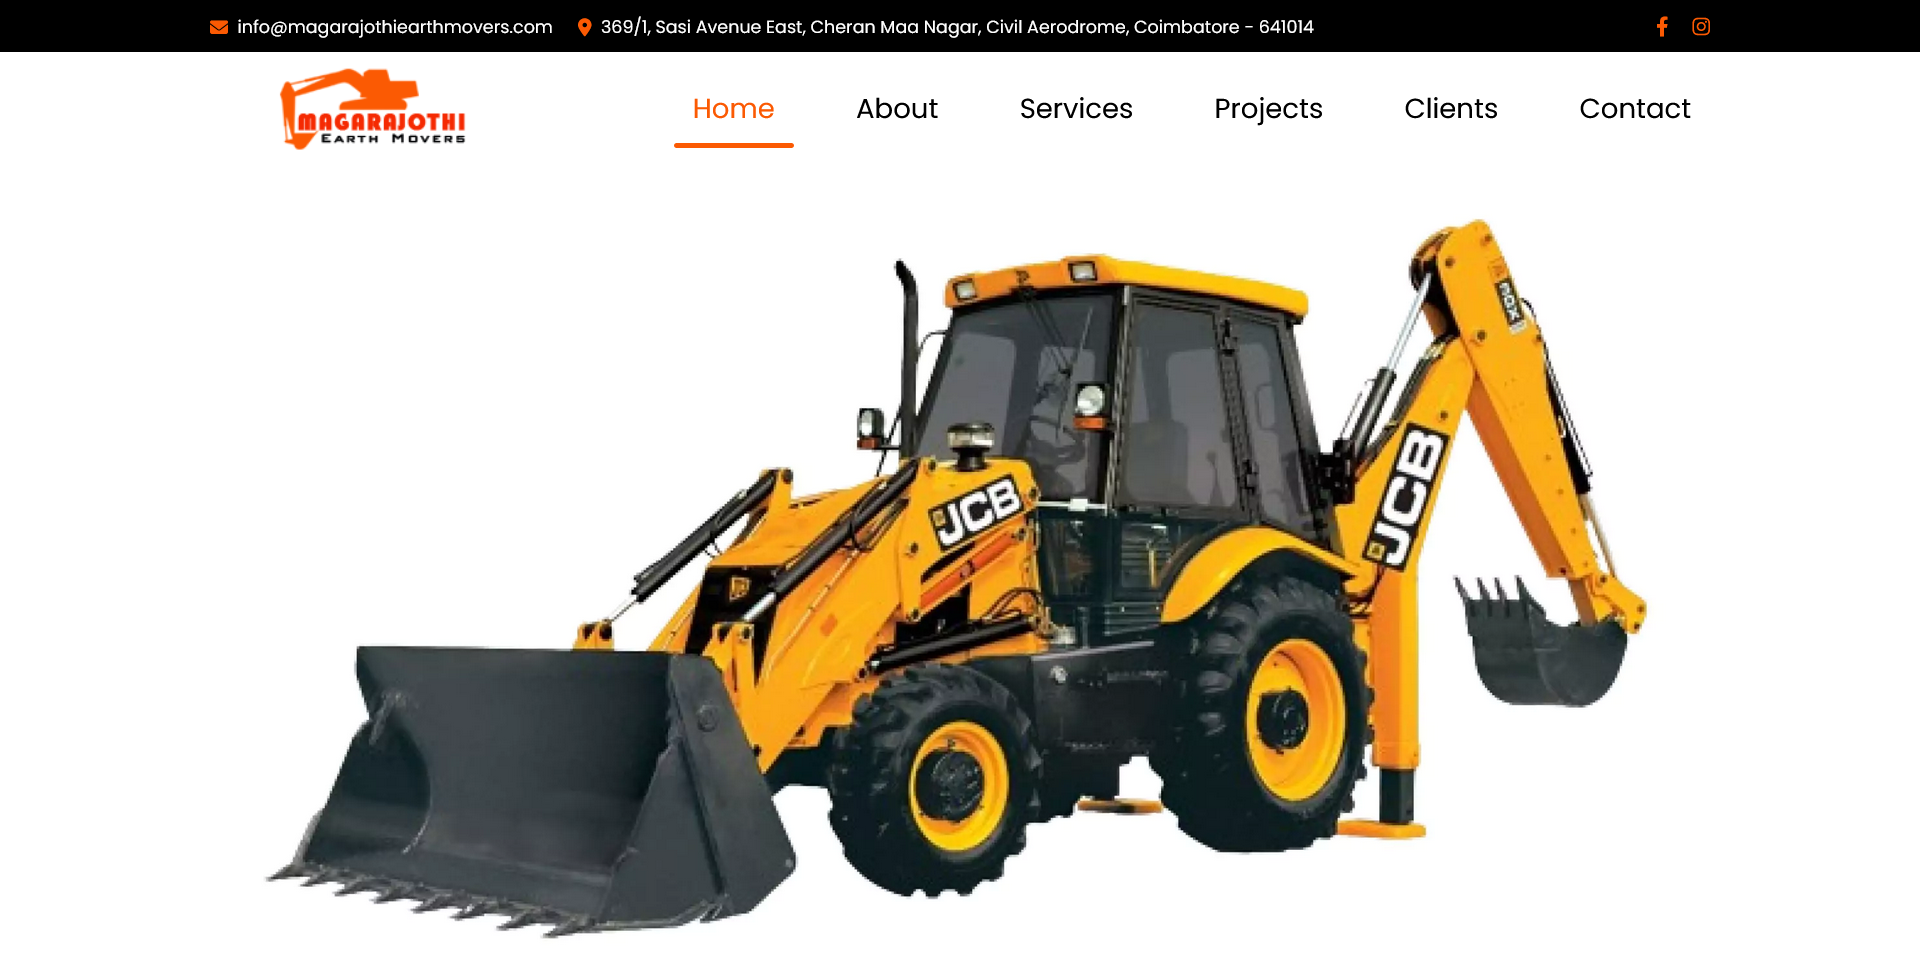 info@magarajothiearthmovers.com 369/1, Sasi Avenue East, Cheran Maa Nagar, Civil Aerodrome, Coimbatore - 641014
MAGARAJOTHI
EARTH MOVERS
Home About Services Projects Clients Contact
JCB
JCB